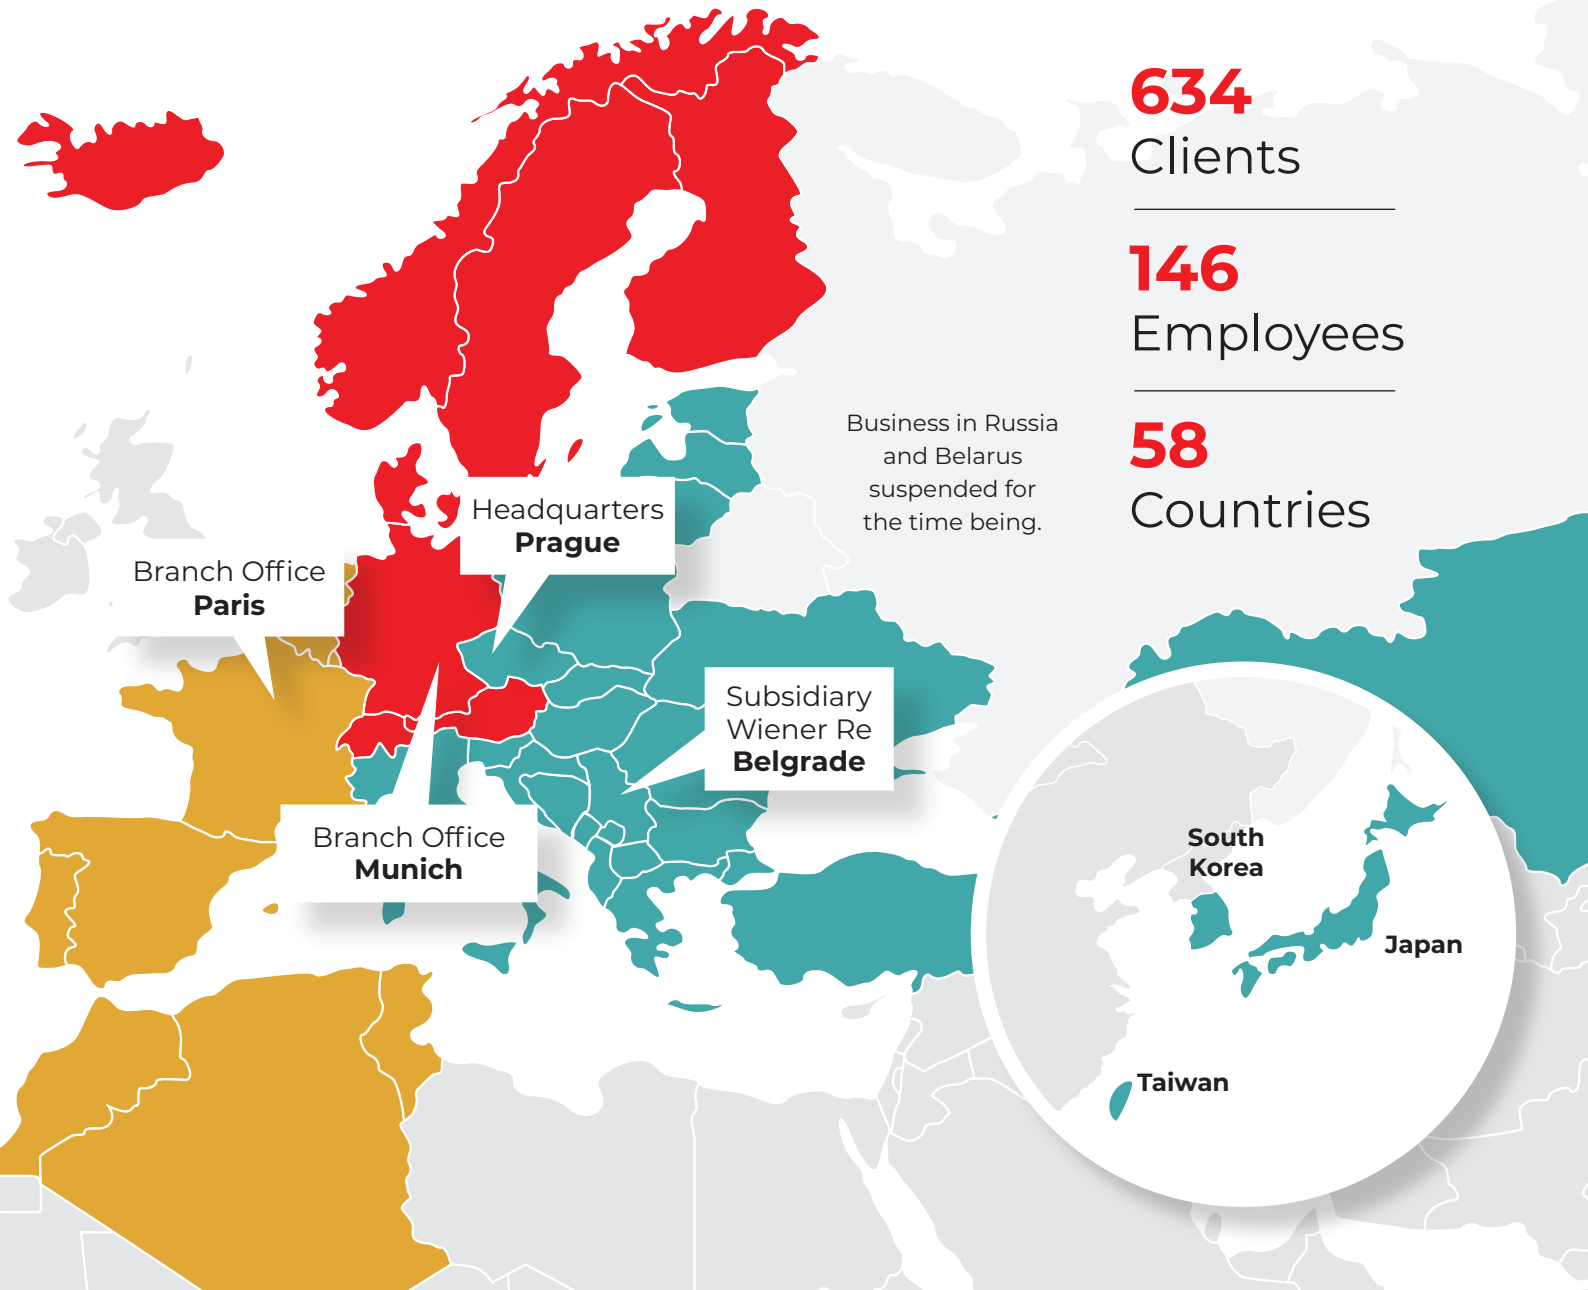 634
Clients
146
Employees
58
Countries
Business in Russia
and Belarus
suspended for
the time being.
Headquarters
Prague
Branch Office
Paris
Subsidiary
Wiener Re
Belgrade
Branch Office
Munich
South
Korea
Japan
Taiwan